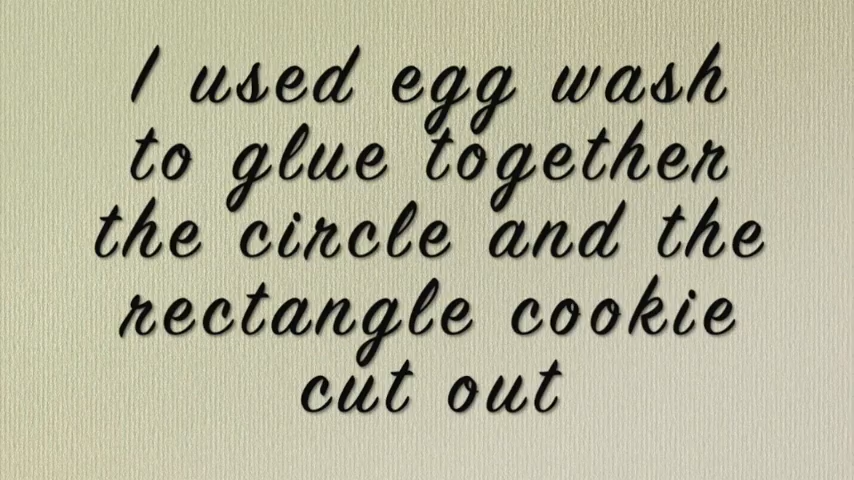 I used egg wash
to glue together
the circle and the
rectangle cookie
cut out